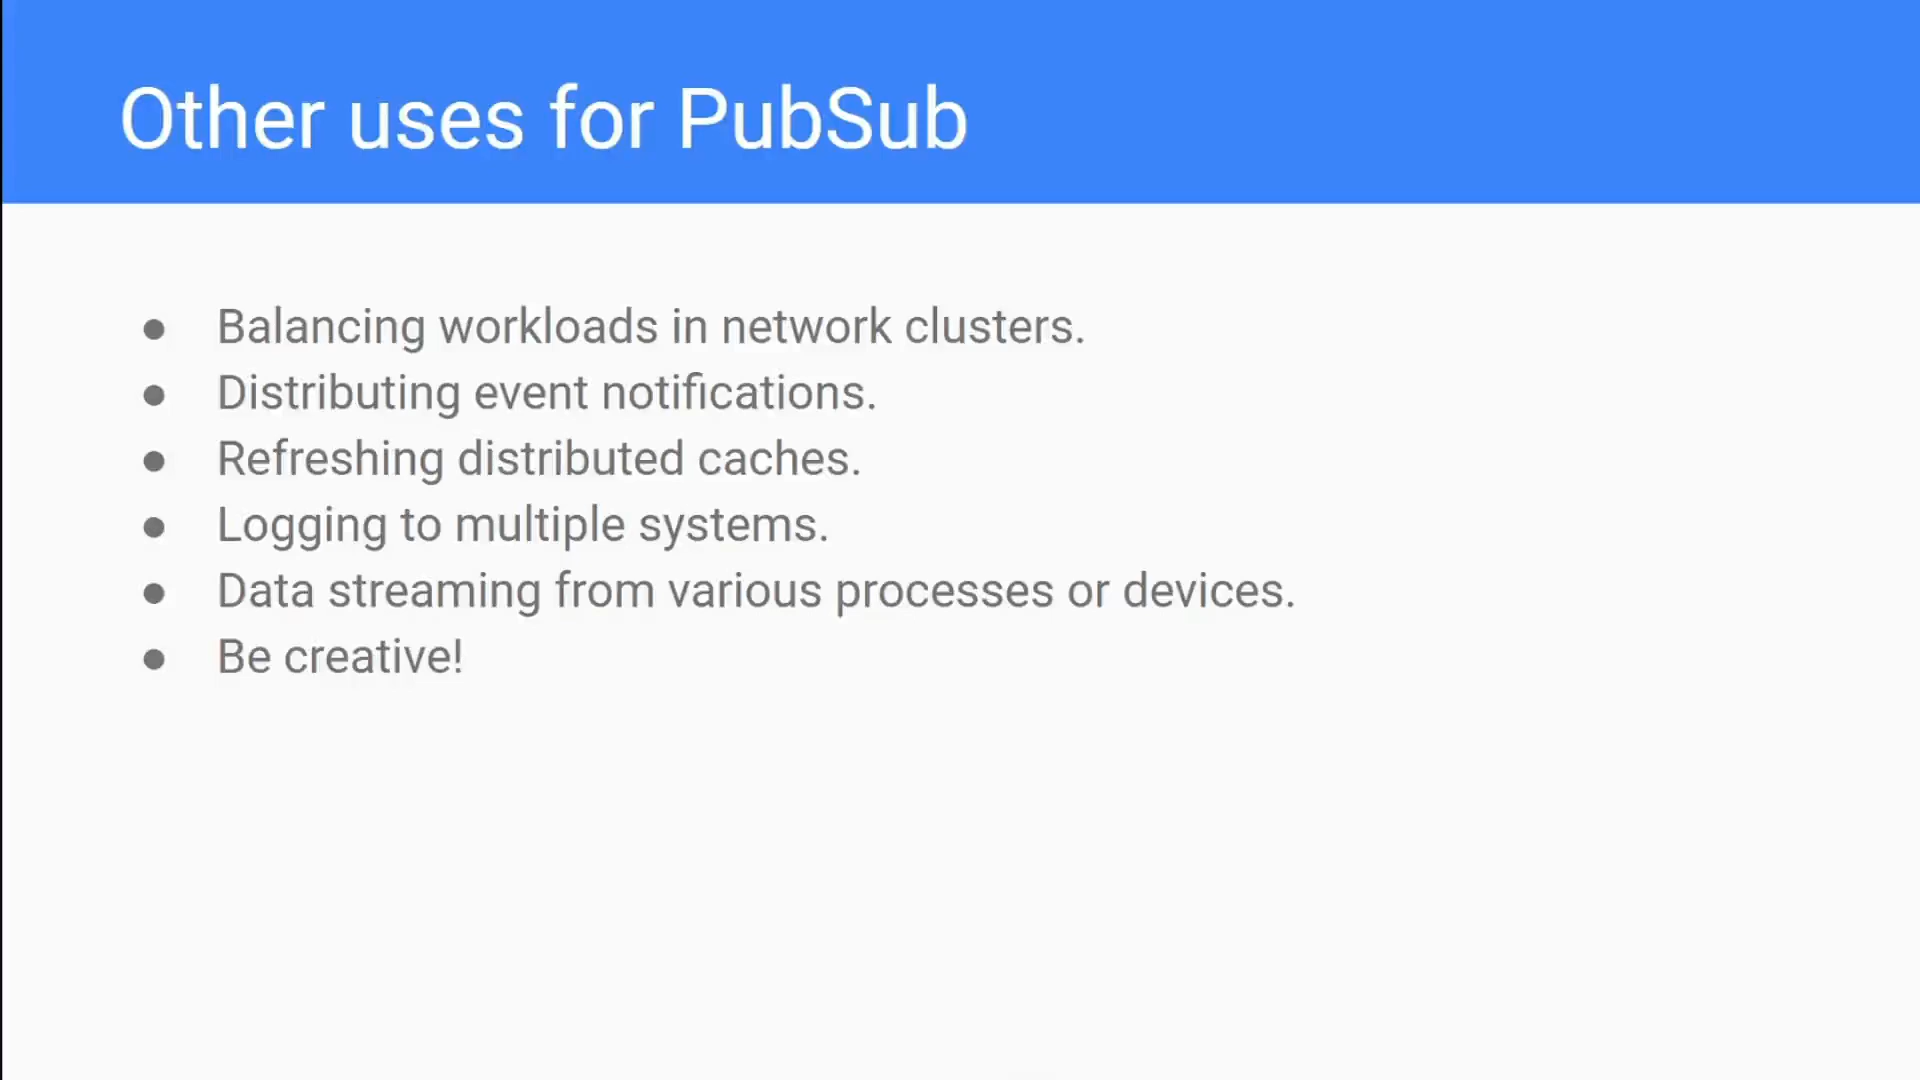 Other uses for PubSub
● Balancing workloads in network clusters.
● Distributing event notifications.
● Refreshing distributed caches.
● Logging to multiple systems.
● Data streaming from various processes or devices.
● Be creative!